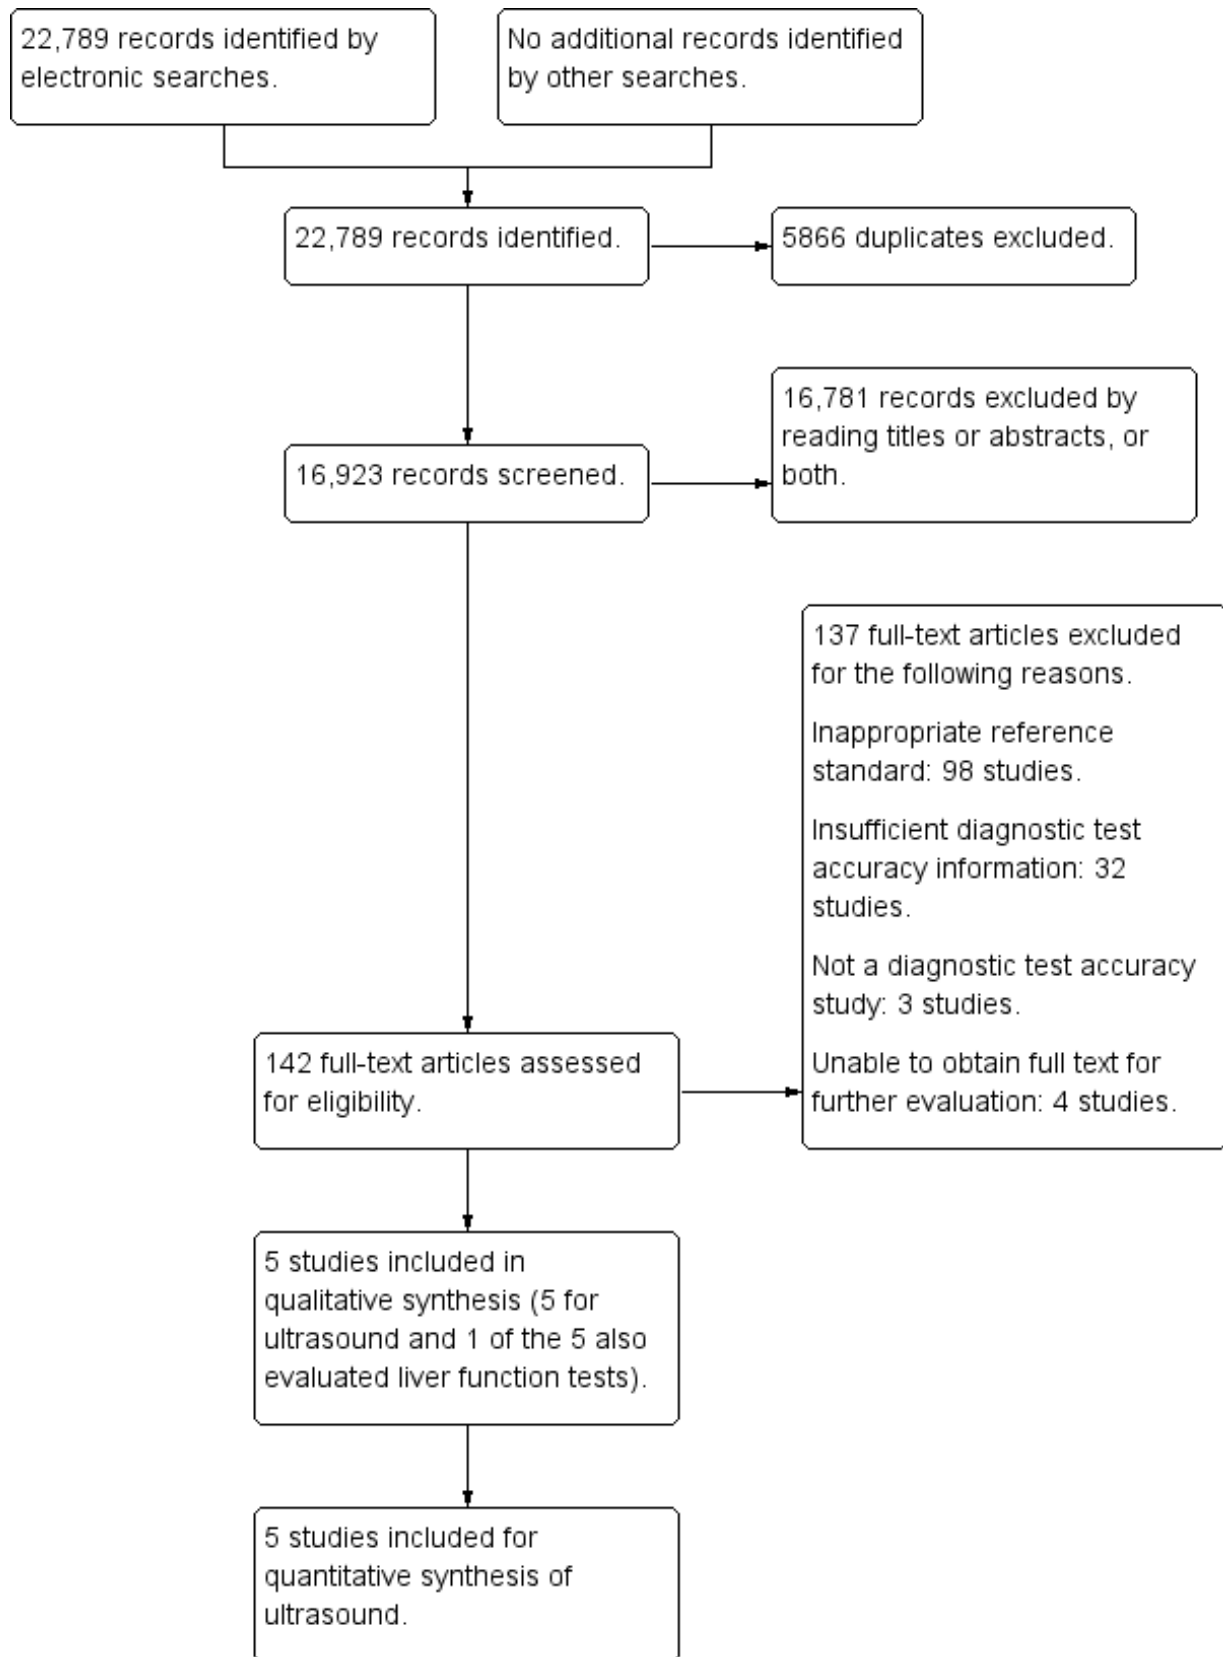 22,789 records identified by
electronic searches.
No additional records identified
by other searches.
22,789 records identified.
5866 duplicates excluded.
16,781 records excluded by
reading titles or abstracts, or
both.
16,923 records screened.
137 full-text articles excluded
for the following reasons.
Inappropriate reference
standard: 98 studies.
Insufficient diagnostic test
accuracy information: 32
studies.
Not a diagnostic test accuracy
study: 3 studies.
Unable to obtain full text for
further evaluation: 4 studies.
142 full-text articles assessed
for eligibility.
5 studies included in
qualitative synthesis (5 for
ultrasound and 1 of the 5 also
evaluated liver function tests).
5 studies included for
quantitative synthesis of
ultrasound.